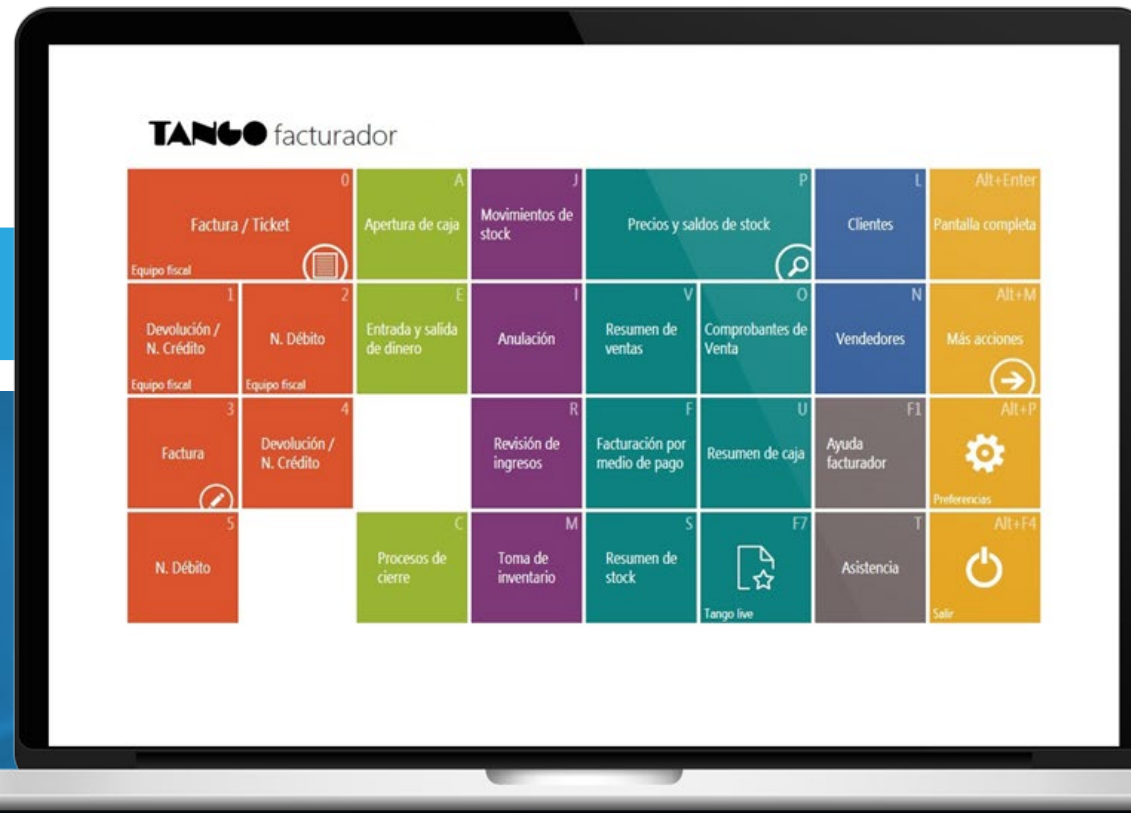 TANGO facturador
0
Factura / Ticket
Equipo fiscal
A
Apertura de caja
J
Movimientos de
stock
P
Precios y saldos de stock
L
Clientes
Alt+Enter
Pantalla completa
1
Devolución /
N. Crédito
Equipo fiscal
2
N. Débito
Equipo fiscal
E
Entrada y salida
de dinero
I
Anulación
V
Resumen de
ventas
O
Comprobantes de
Venta
N
Vendedores
Alt+M
Más acciones
3
Factura
4
Devolución /
N. Crédito
R
Revisión de
ingresos
F
Facturación por
medio de pago
U
Resumen de caja
F1
Ayuda
facturador
Alt+P
Preferencias
5
N. Débito
C
Procesos de
cierre
M
Toma de
inventario
S
Resumen de
stock
F7
Tango live
T
Asistencia
Alt+F4
Salir